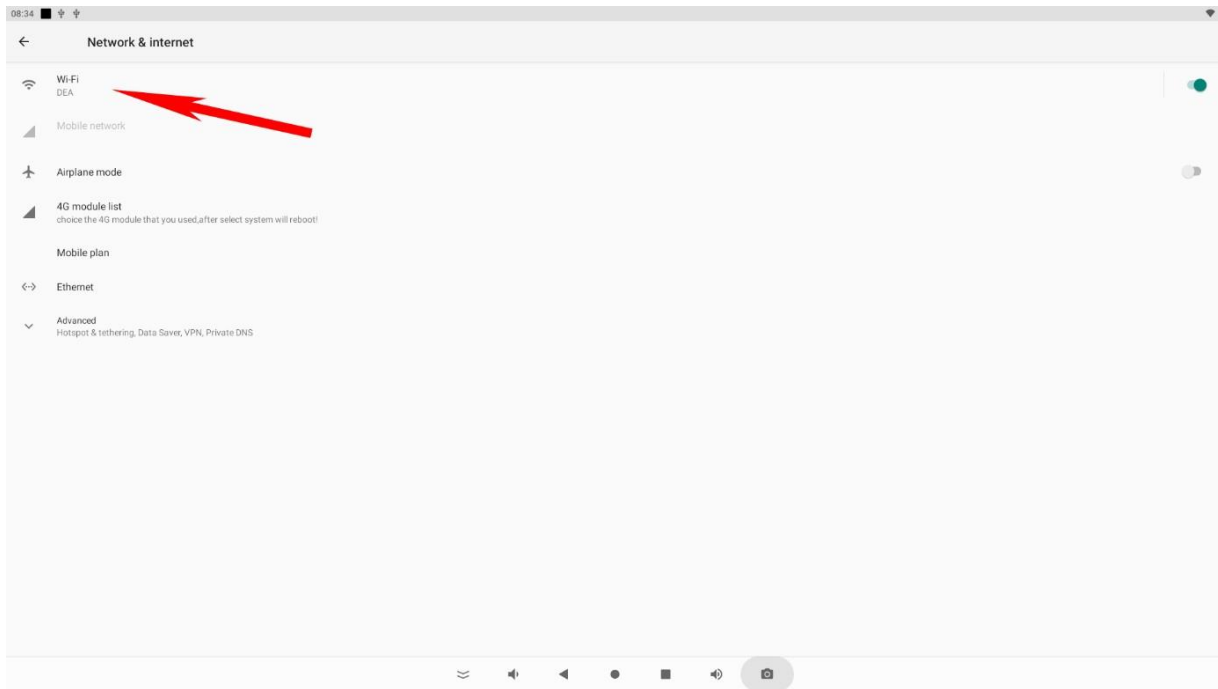 08:34
Network & internet
Wi-Fi
DEA
Mobile network
Airplane mode
4G module list
choice the 4G module that you used,after select system will reboot!
Mobile plan
Ethernet
Advanced
Hotspot & tethering, Data Saver, VPN, Private DNS